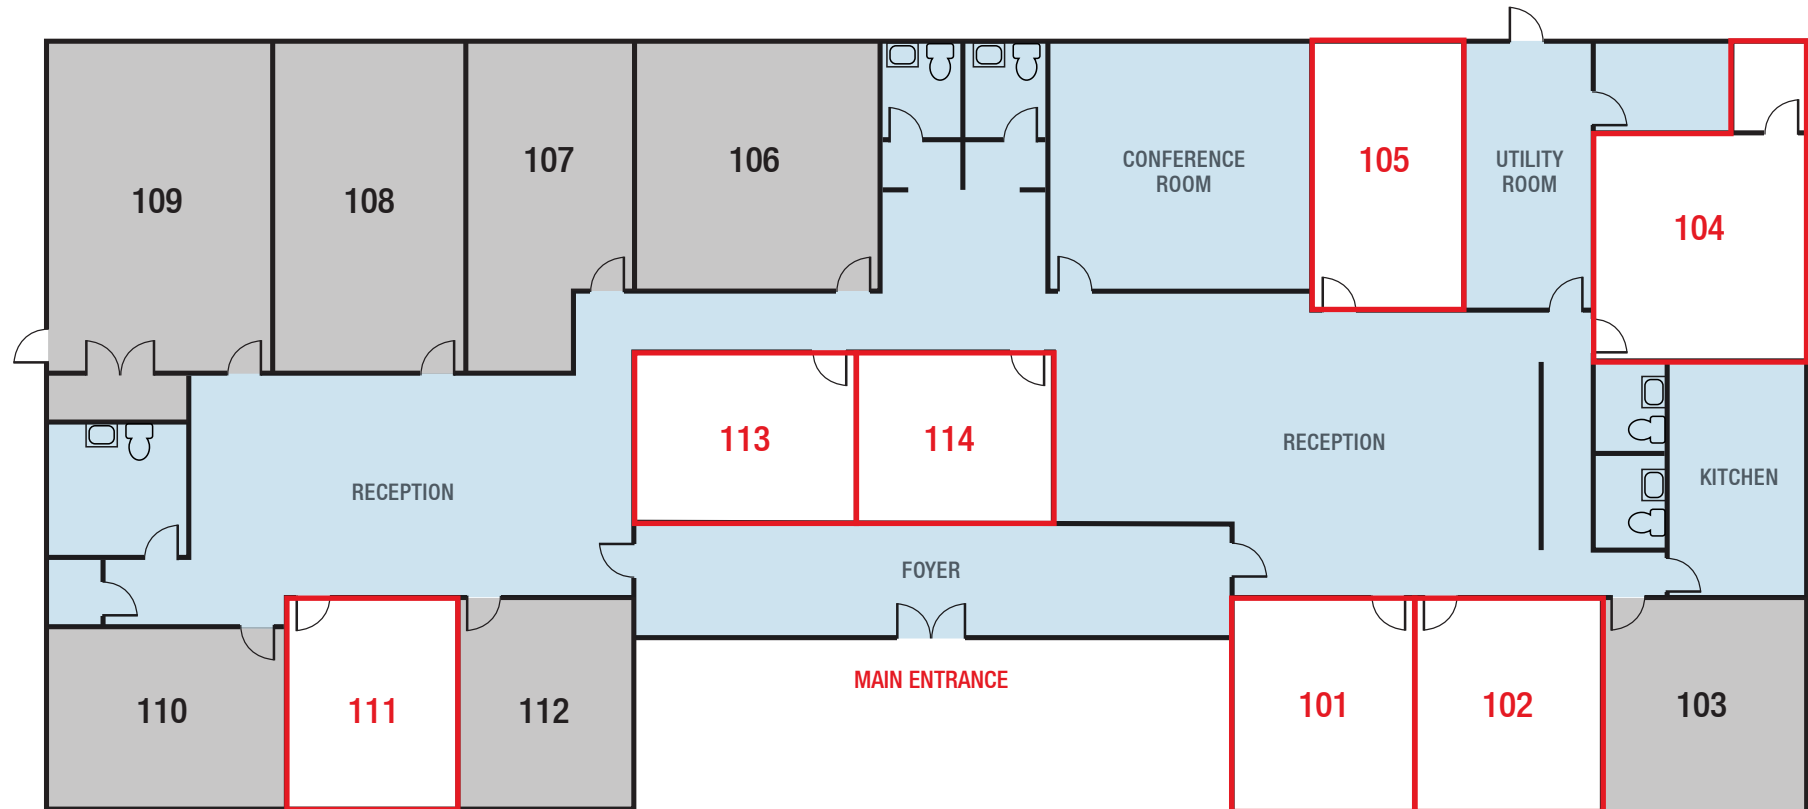 109
108
107
106
CONFERENCE
ROOM
105
UTILITY
ROOM
104
113
114
RECEPTION
RECEPTION
KITCHEN
FOYER
MAIN ENTRANCE
110
111
112
101
102
103